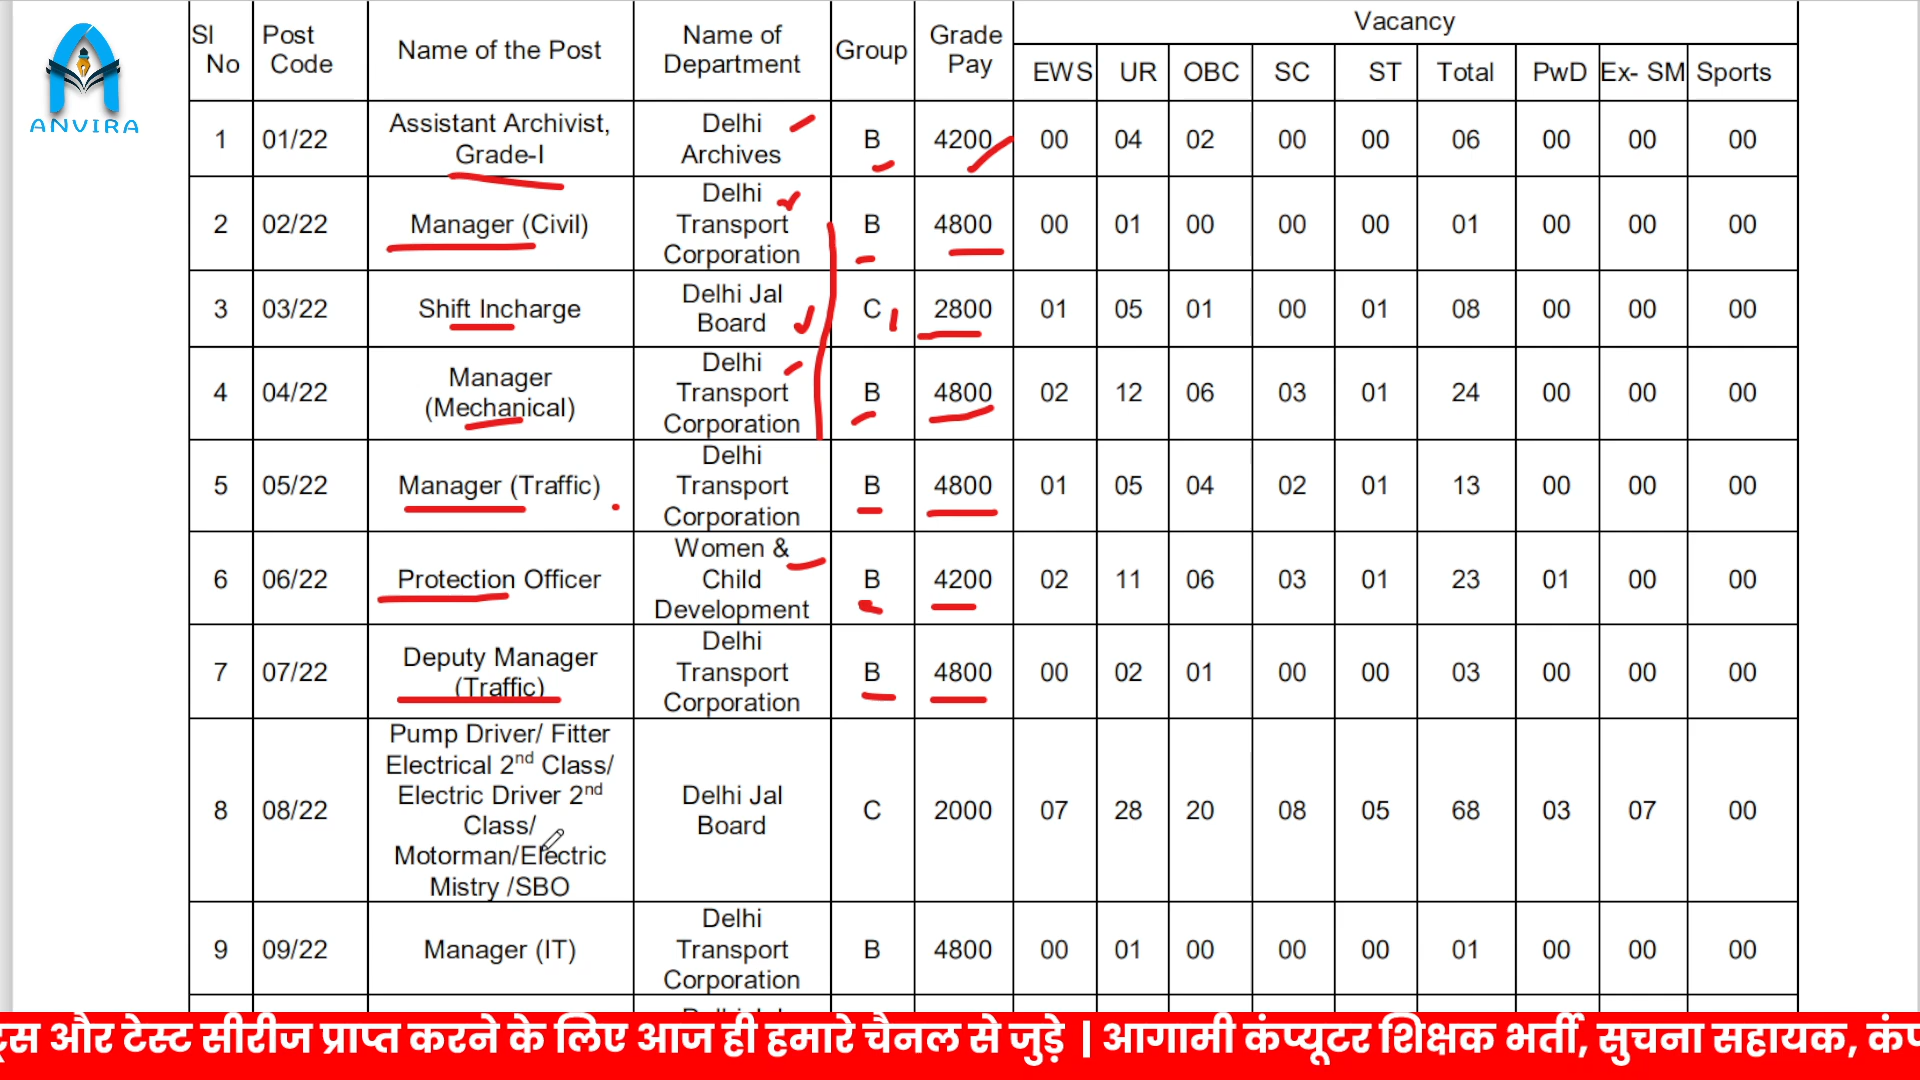 ANVIRA
Sl No | Post Code | Name of the Post | Name of Department | Group | Grade Pay | Vacancy
EWS | UR | OBC | SC | ST | Total | PwD | Ex- SM | Sports
1 | 01/22 | Assistant Archivist, Grade-I | Delhi Archives | B | 4200 | 00 | 04 | 02 | 00 | 00 | 06 | 00 | 00 | 00
2 | 02/22 | Manager (Civil) | Delhi Transport Corporation | B | 4800 | 00 | 01 | 00 | 00 | 00 | 01 | 00 | 00 | 00
3 | 03/22 | Shift Incharge | Delhi Jal Board | C | 2800 | 01 | 05 | 01 | 00 | 01 | 08 | 00 | 00 | 00
4 | 04/22 | Manager (Mechanical) | Delhi Transport Corporation | B | 4800 | 02 | 12 | 06 | 03 | 01 | 24 | 00 | 00 | 00
5 | 05/22 | Manager (Traffic) | Delhi Transport Corporation | B | 4800 | 01 | 05 | 04 | 02 | 01 | 13 | 00 | 00 | 00
6 | 06/22 | Protection Officer | Women & Child Development | B | 4200 | 02 | 11 | 06 | 03 | 01 | 23 | 01 | 00 | 00
7 | 07/22 | Deputy Manager (Traffic) | Delhi Transport Corporation | B | 4800 | 00 | 02 | 01 | 00 | 00 | 03 | 00 | 00 | 00
8 | 08/22 | Pump Driver/ Fitter Electrical 2nd Class/ Electric Driver 2nd Class/ Motorman/Electric Mistry /SBO | Delhi Jal Board | C | 2000 | 07 | 28 | 20 | 08 | 05 | 68 | 03 | 07 | 00
9 | 09/22 | Manager (IT) | Delhi Transport Corporation | B | 4800 | 00 | 01 | 00 | 00 | 00 | 01 | 00 | 00 | 00
और टेस्ट सीरीज प्राप्त करने के लिए आज ही हमारे चैनल से जुड़े | आगामी कंप्यूटर शिक्षक भर्ती, सुचना सहायक,